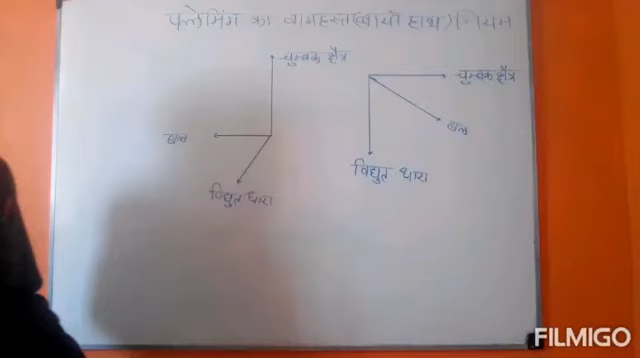 फ्लेमिंग का वामहस्त(बायाँ हाथ) नियम
चुम्बक क्षैत्र
बल
विद्युत धारा
चुम्बक क्षैत्र
बल
विद्युत धारा
FILMIGO